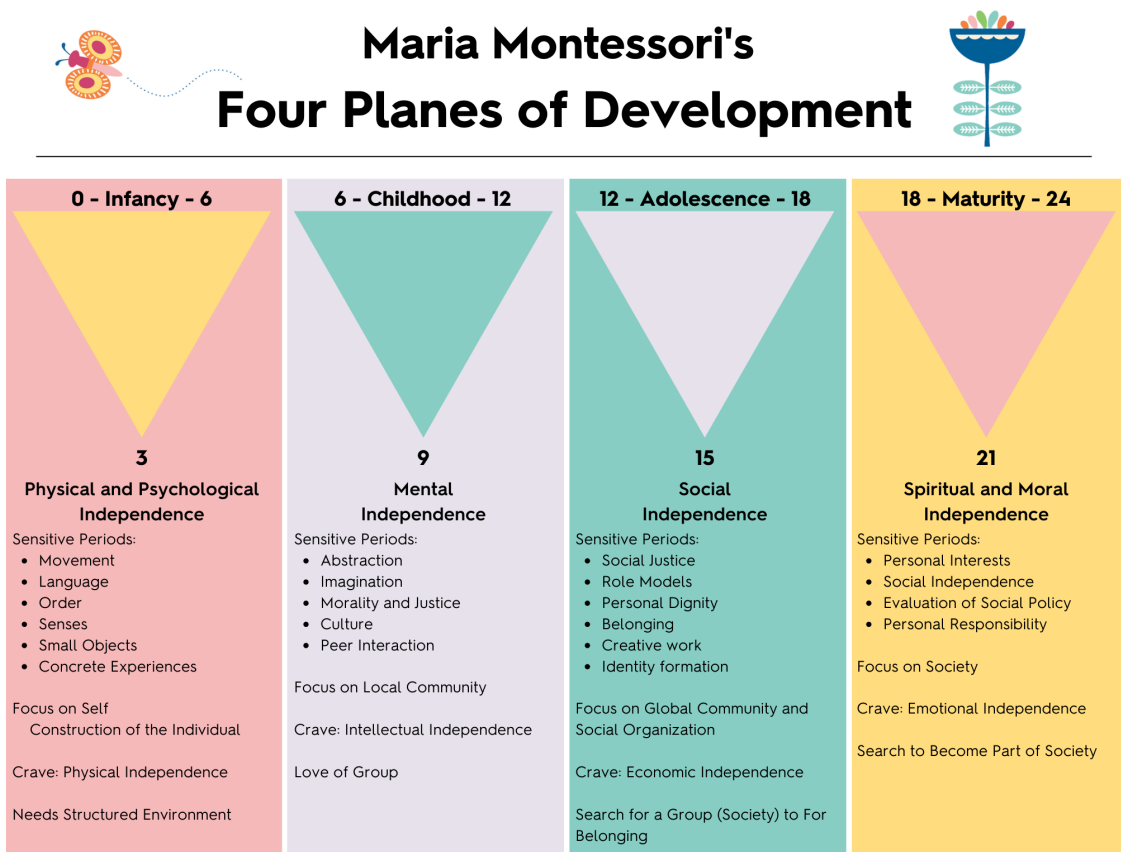 Maria Montessori's
Four Planes of Development
0 - Infancy - 6
3
Physical and Psychological
Independence
Sensitive Periods:
• Movement
• Language
• Order
• Senses
• Small Objects
• Concrete Experiences
Focus on Self
Construction of the Individual
Crave: Physical Independence
Needs Structured Environment
6 - Childhood - 12
9
Mental
Independence
Sensitive Periods:
• Abstraction
• Imagination
• Morality and Justice
• Culture
• Peer Interaction
Focus on Local Community
Crave: Intellectual Independence
Love of Group
12 - Adolescence - 18
15
Social
Independence
Sensitive Periods:
• Social Justice
• Role Models
• Personal Dignity
• Belonging
• Creative work
• Identity formation
Focus on Global Community and
Social Organization
Crave: Economic Independence
Search for a Group (Society) to For
Belonging
18 - Maturity - 24
21
Spiritual and Moral
Independence
Sensitive Periods:
• Personal Interests
• Social Independence
• Evaluation of Social Policy
• Personal Responsibility
Focus on Society
Crave: Emotional Independence
Search to Become Part of Society